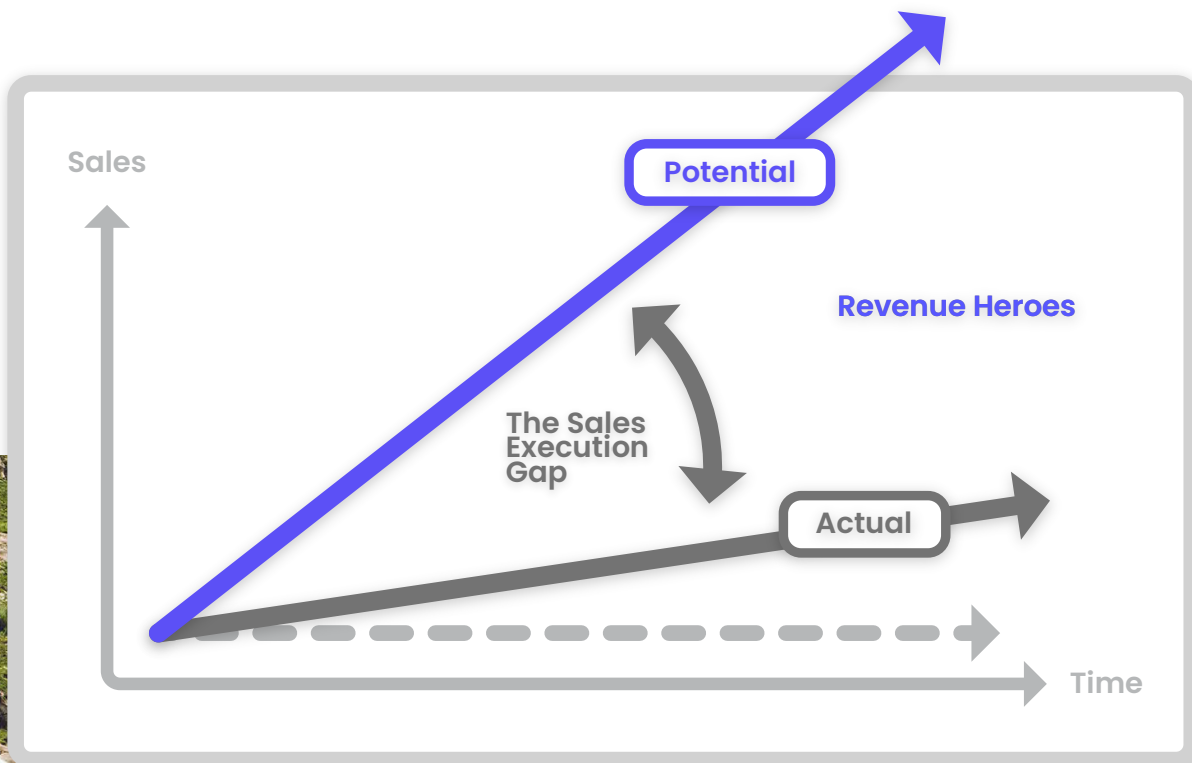 Sales
Potential
Revenue Heroes
The Sales
Execution
Gap
Actual
Time